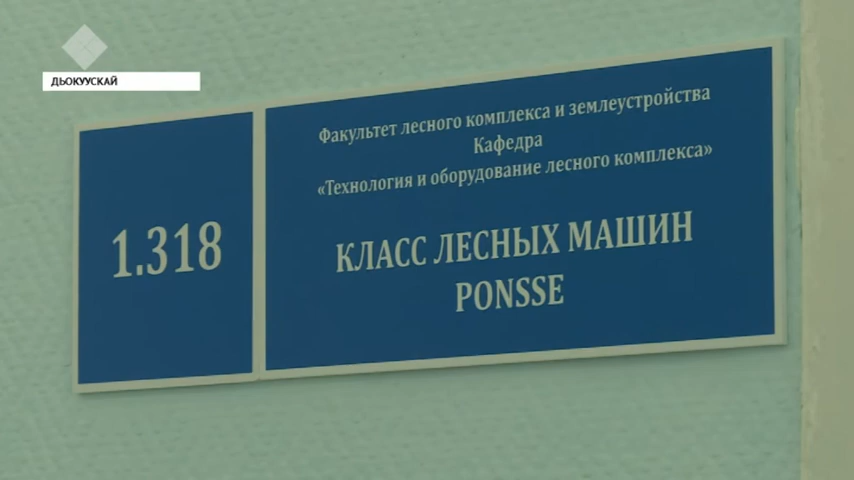 ДЬОКУУСКАЙ
1.318
Факультет лесного комплекса и землеустройства
Кафедра
«Технология и оборудование лесного комплекса»
КЛАСС ЛЕСНЫХ МАШИН
PONSSE